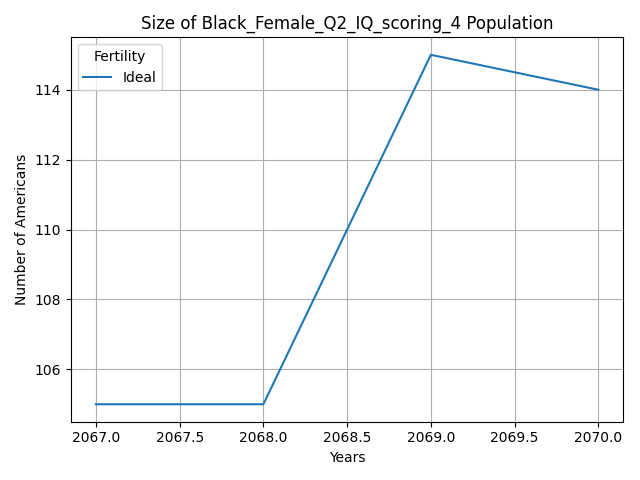 Size of Black_Female_Q2_IQ_scoring_4 Population
Fertility
Ideal
Number of Americans
114
112
110
108
106
2067.0 2067.5 2068.0 2068.5 2069.0 2069.5 2070.0
Years